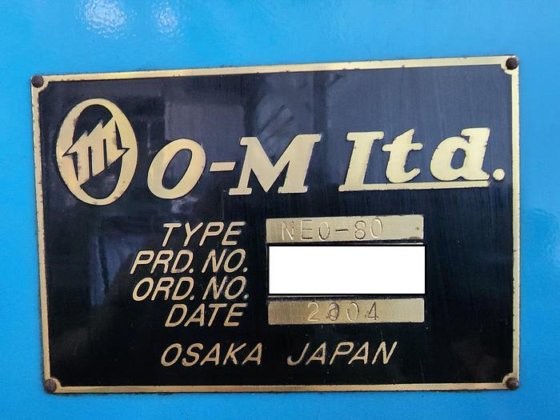 O-M Ltd.
TYPE NEO-80
PRD.NO.
ORD.NO.
DATE 2004
OSAKA JAPAN